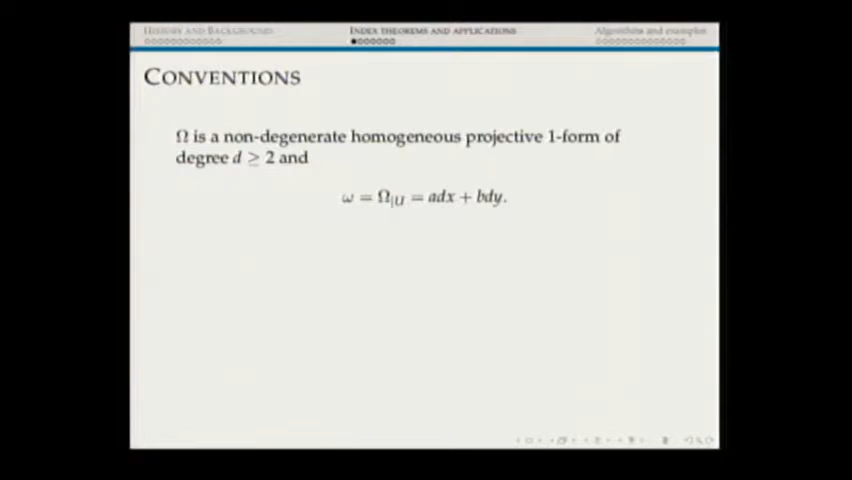 HISTORY AND BACKGROUND
INDEX THEOREMS AND APPLICATIONS
Algorithms and examples
CONVENTIONS
Ω is a non-degenerate homogeneous projective 1-form of
degree d ≥ 2 and
ω = Ω|U = adx + bdy.